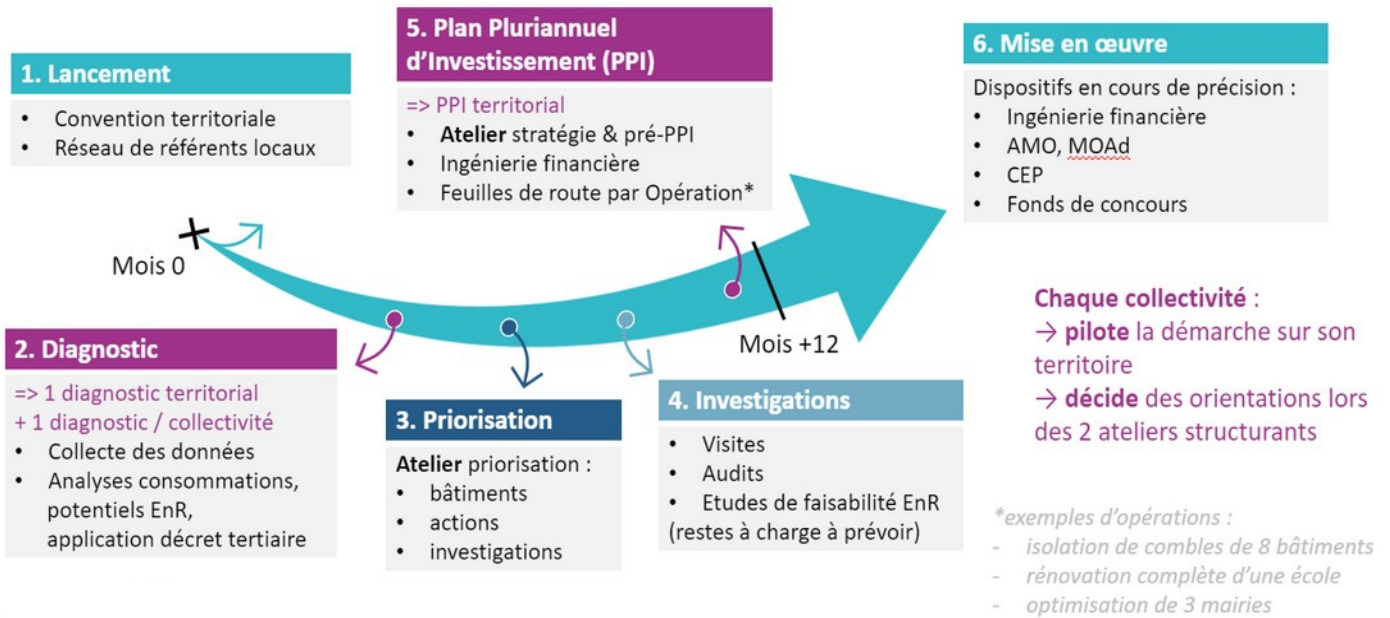 1. Lancement
• Convention territoriale
• Réseau de référents locaux
Mois 0
2. Diagnostic
=> 1 diagnostic territorial
+ 1 diagnostic / collectivité
• Collecte des données
• Analyses consommations,
potentiels EnR,
application décret tertiaire
3. Priorisation
Atelier priorisation :
• bâtiments
• actions
• investigations
4. Investigations
• Visites
• Audits
• Etudes de faisabilité EnR
(restes à charge à prévoir)
5. Plan Pluriannuel
d’Investissement (PPI)
=> PPI territorial
• Atelier stratégie & pré-PPI
• Ingénierie financière
• Feuilles de route par Opération*
Mois +12
6. Mise en œuvre
Dispositifs en cours de précision :
• Ingénierie financière
• AMO, MOAd
• CEP
• Fonds de concours
Chaque collectivité :
→ pilote la démarche sur son
territoire
→ décide des orientations lors
des 2 ateliers structurants
*exemples d’opérations :
- isolation de combles de 8 bâtiments
- rénovation complète d’une école
- optimisation de 3 mairies